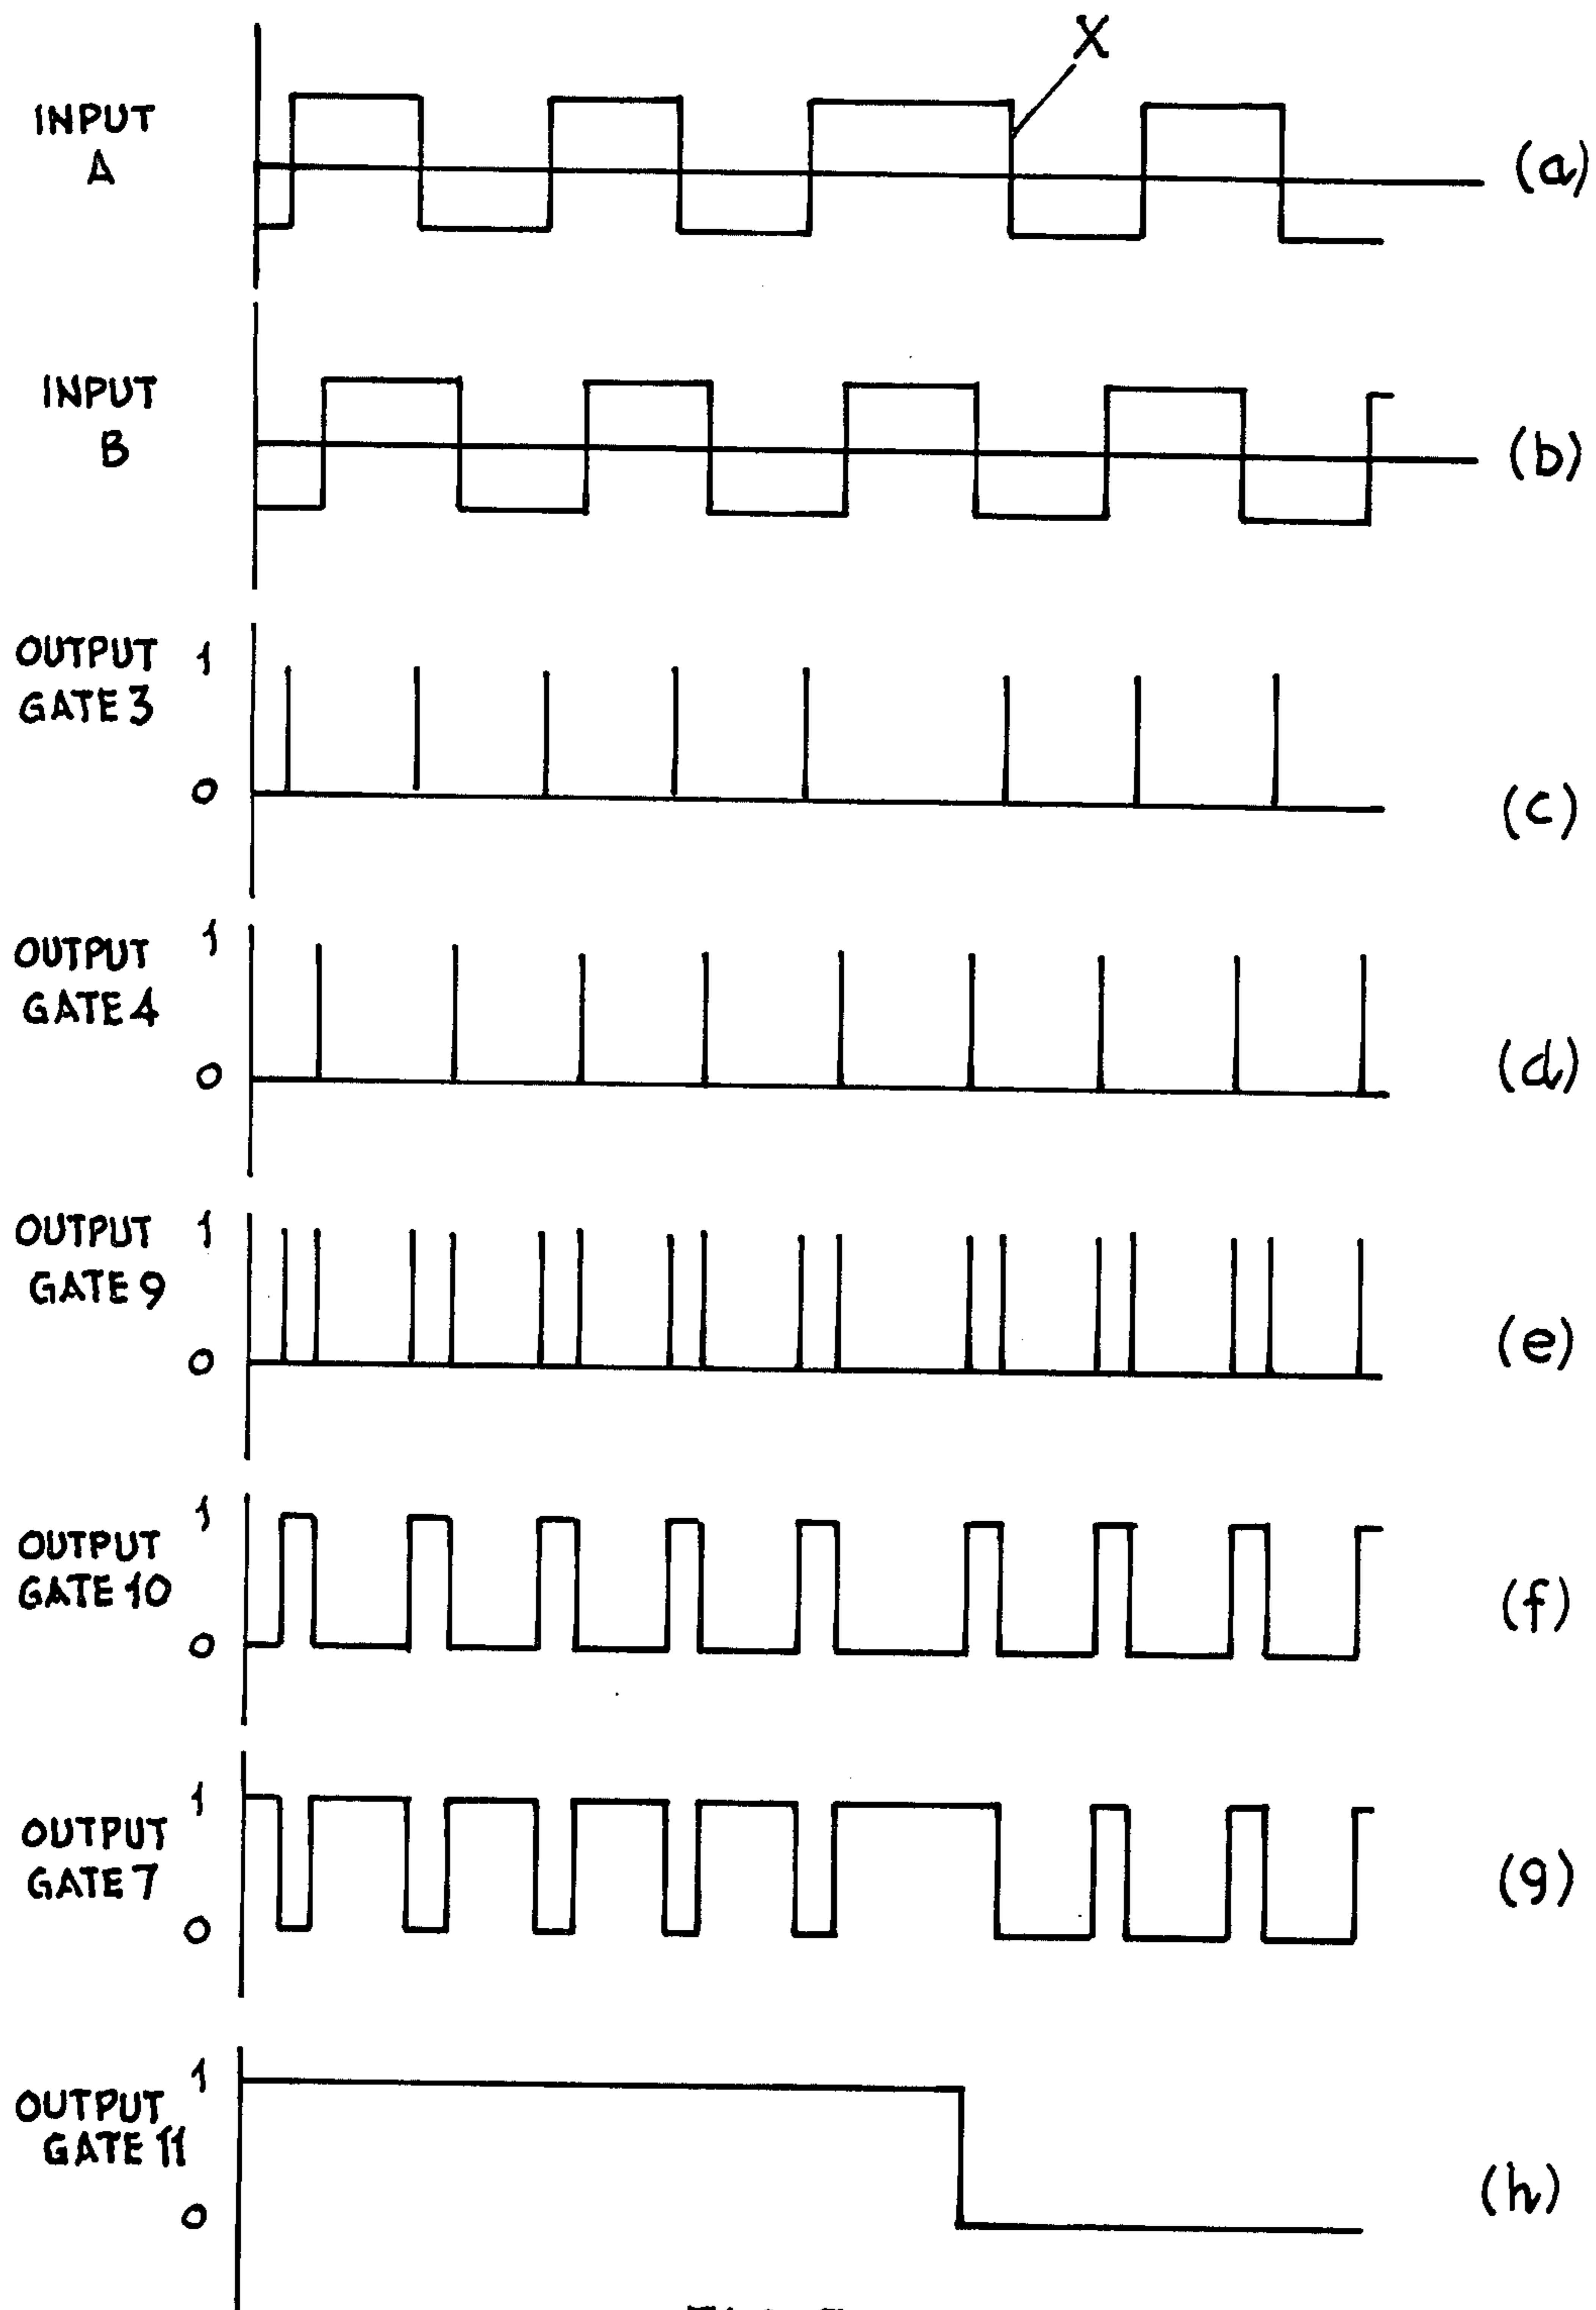 X
INPUT
A
(a)
INPUT
B
(b)
OUTPUT 1
GATE 3
0
(c)
OUTPUT 1
GATE 4
0
(d)
OUTPUT 1
GATE 9
0
(e)
1
OUTPUT
GATE 10
0
(f)
1
OUTPUT
GATE 7
0
(g)
1
OUTPUT
GATE 11
0
(h)